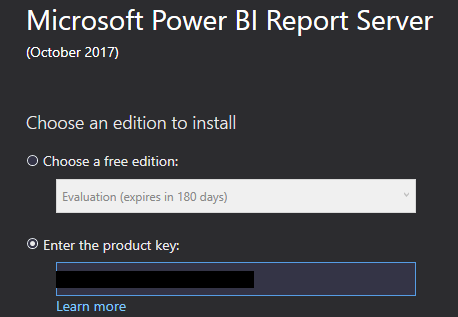 Microsoft Power BI Report Server
(October 2017)
Choose an edition to install
Choose a free edition:
Evaluation (expires in 180 days)
Enter the product key:
Learn more